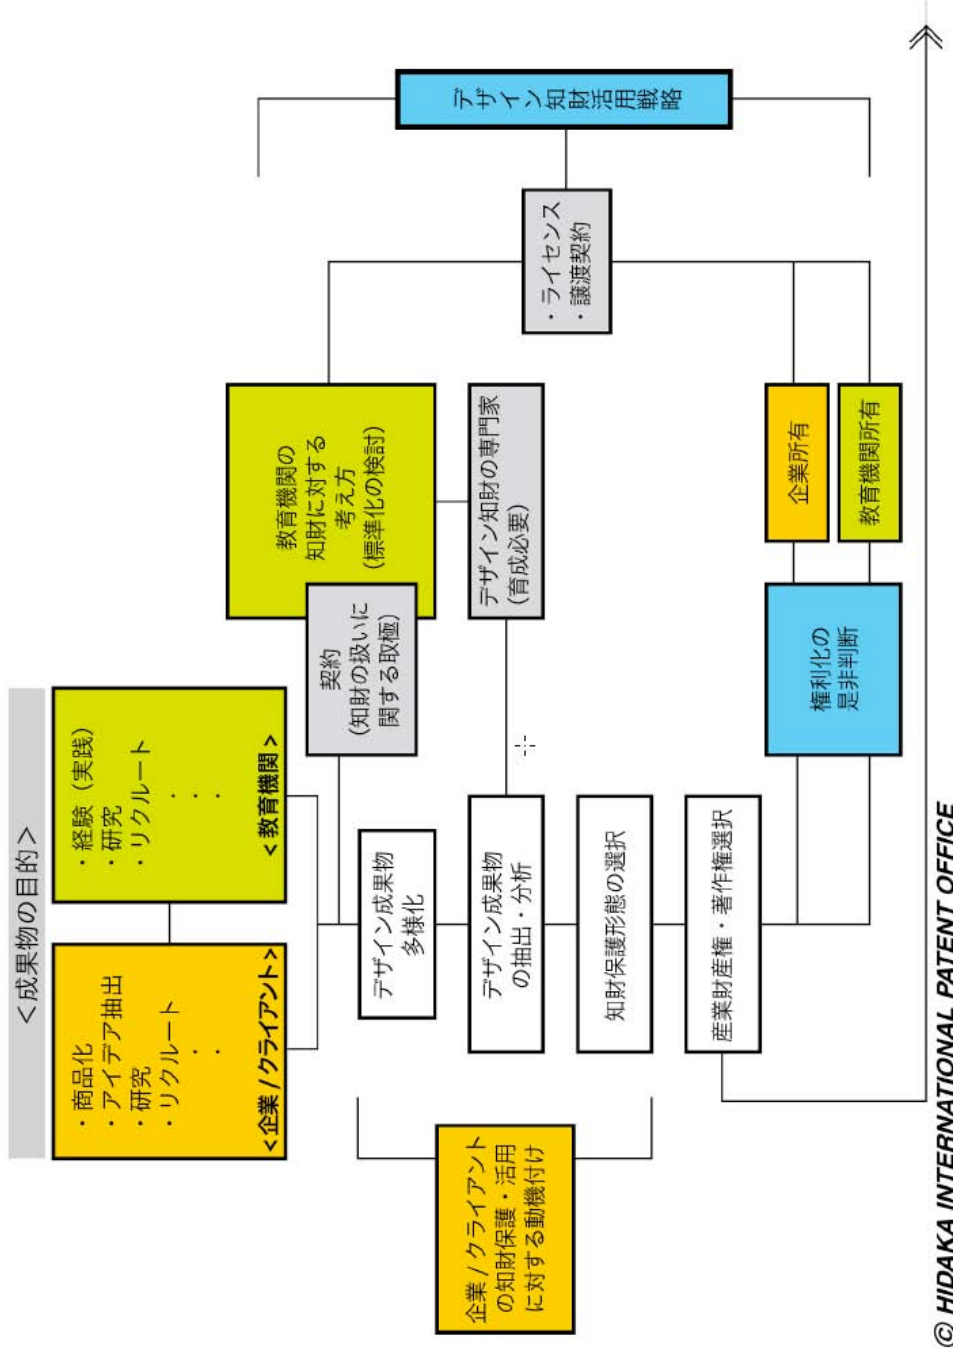 ＜成果物の目的＞
・商品化
・アイデア抽出
・研究
・リクルート
・
・
＜企業 / クライアント＞
・経験（実践）
・研究
・リクルート
・
・
＜教育機関＞
契約
(知財の扱いに
関する取極)
教育機関の
知財に対する
考え方
(標準化の検討)
デザイン成果物
多様化
デザイン成果物
の抽出・分析
デザイン知財の専門家
(育成必要)
企業 / クライアント
の知財保護・活用
に対する動機付け
知財保護形態の選択
産業財産権・著作権選択
権利化の
是非判断
企業所有
教育機関所有
・ライセンス
・譲渡契約
デザイン知財活用戦略
© HIDAKA INTERNATIONAL PATENT OFFICE